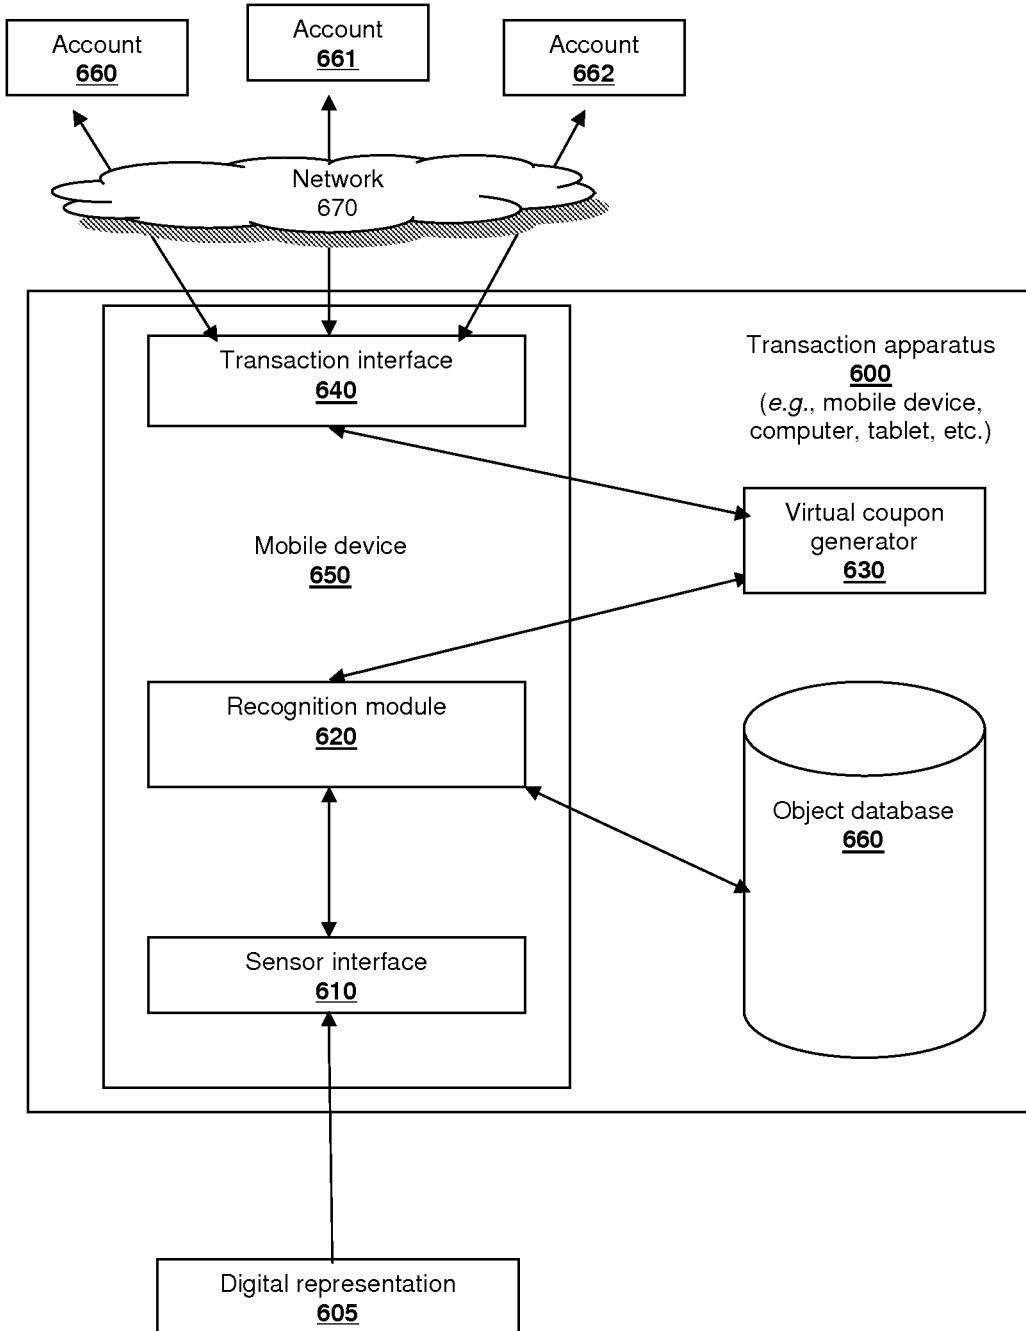 Account
660
Account
661
Account
662
Network
670
Transaction interface
640
Transaction apparatus
600
(e.g., mobile device,
computer, tablet, etc.)
Virtual coupon
generator
630
Mobile device
650
Recognition module
620
Object database
660
Sensor interface
610
Digital representation
605